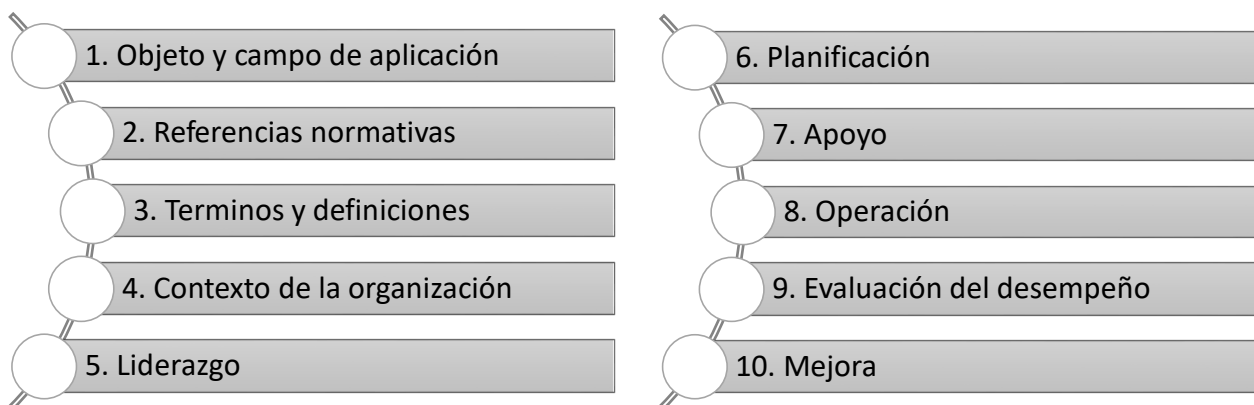 1. Objeto y campo de aplicación
2. Referencias normativas
3. Terminos y definiciones
4. Contexto de la organización
5. Liderazgo
6. Planificación
7. Apoyo
8. Operación
9. Evaluación del desempeño
10. Mejora